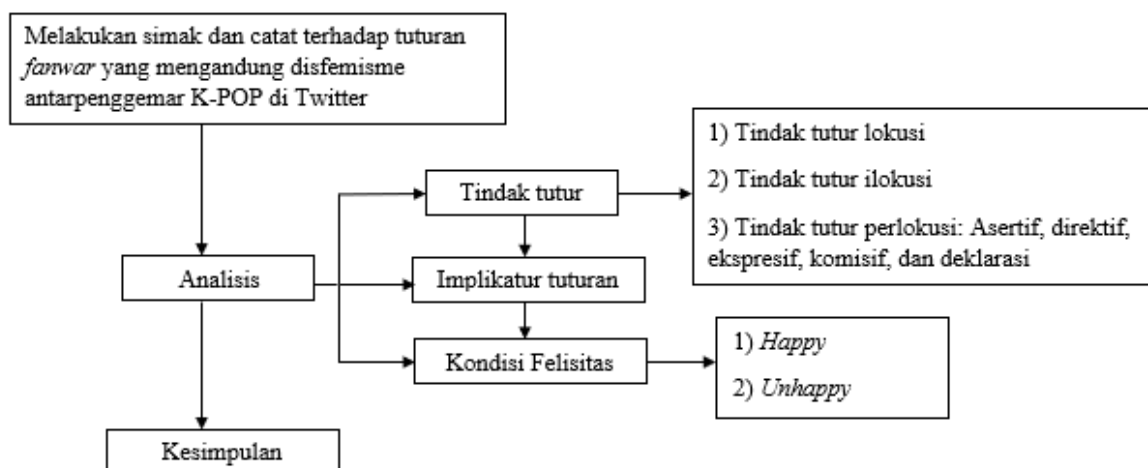 Melakukan simak dan catat terhadap tuturan
fanwar yang mengandung disfemisme
antarpenggemar K-POP di Twitter
1) Tindak tutur lokusi
2) Tindak tutur ilokusi
3) Tindak tutur perlokusi: Asertif, direktif,
ekspresif, komisif, dan deklarasi
Tindak tutur
Analisis
Implikatur tuturan
Kondisi Felisitas
1) Happy
2) Unhappy
Kesimpulan